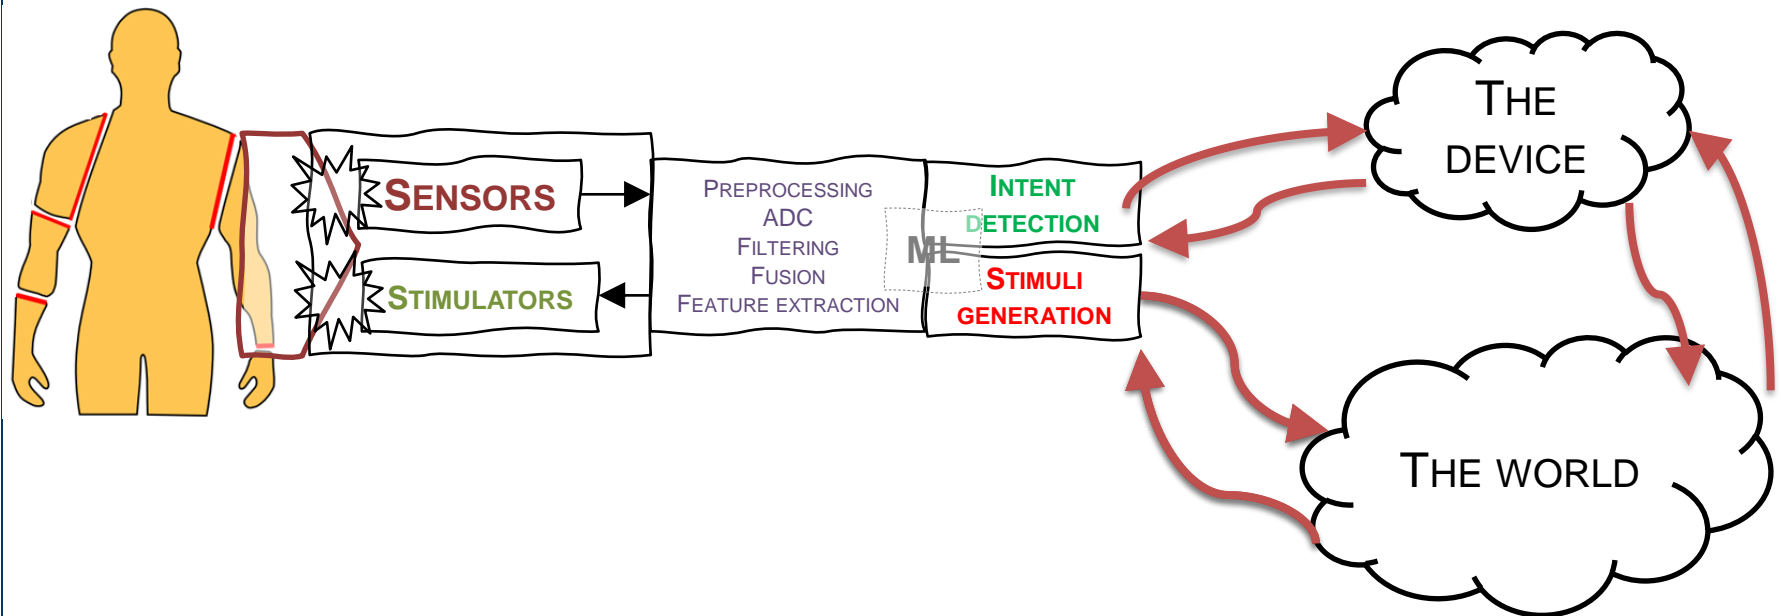 SENSORS
STIMULATORS
PREPROCESSING
ADC
FILTERING
FUSION
FEATURE EXTRACTION
ML
INTENT
DETECTION
STIMULI
GENERATION
THE
DEVICE
THE WORLD